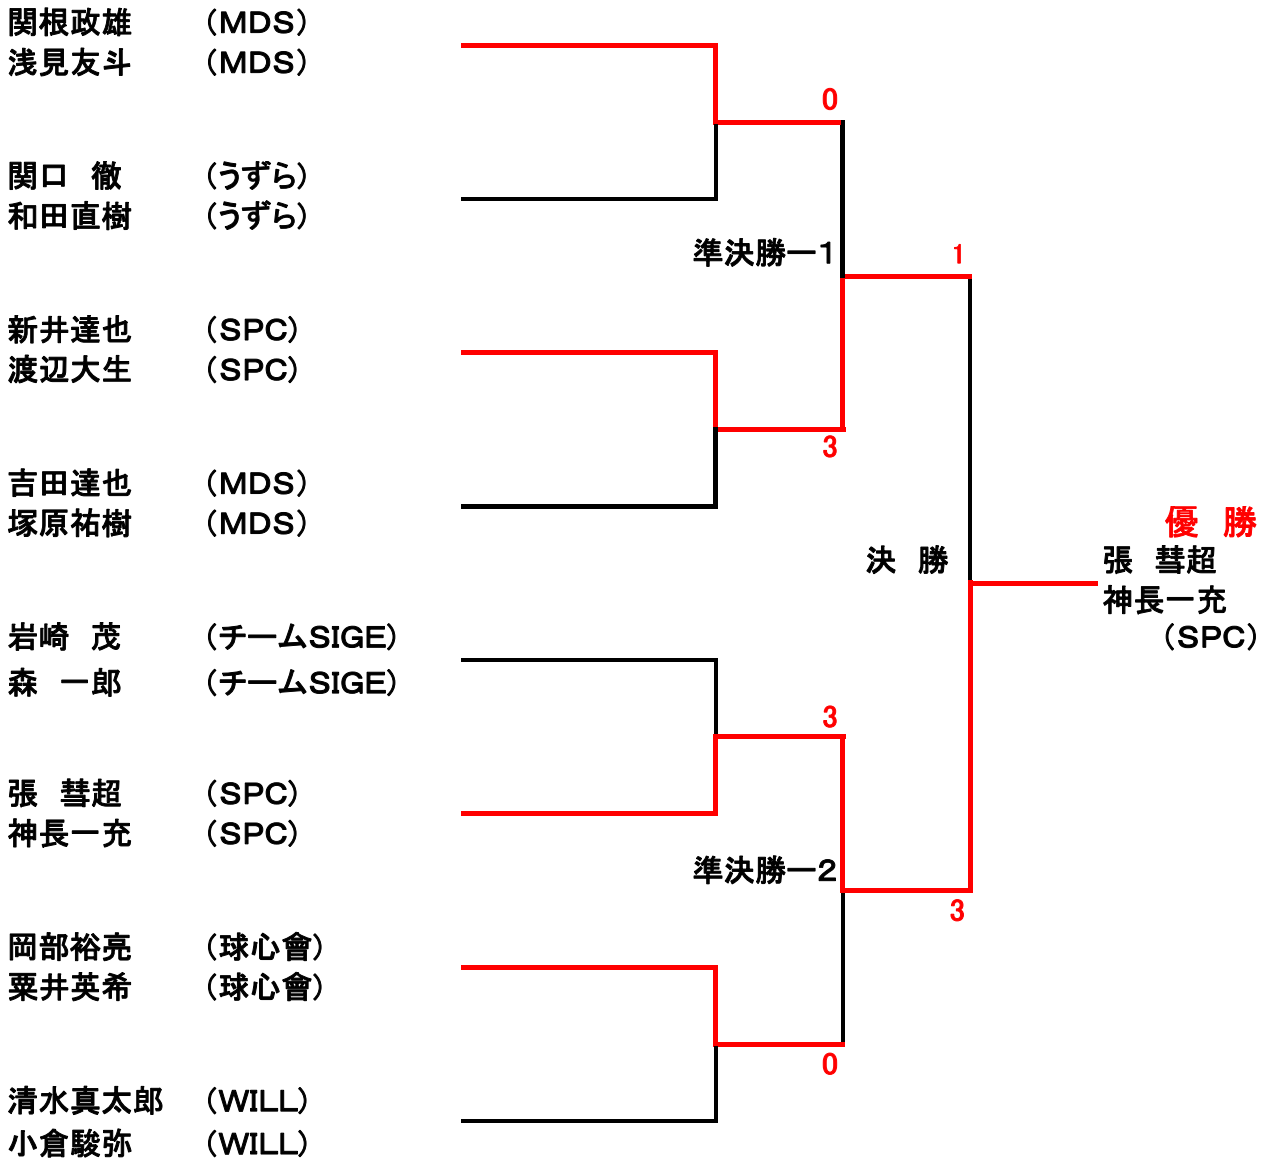 関根政雄　（MDS）
浅見友斗　（MDS）
0
関口　徹　（うずら）
和田直樹　（うずら）
準決勝ー1
1
新井達也　（SPC）
渡辺大生　（SPC）
3
吉田達也　（MDS）
塚原祐樹　（MDS）
優　勝
決　勝
張　彗超
神長一充
（SPC）
岩崎　茂　（チームSIGE）
森　一郎　（チームSIGE）
3
張　彗超　（SPC）
神長一充　（SPC）
準決勝ー2
3
岡部裕亮　（球心會）
粟井英希　（球心會）
0
清水真太郎　（WILL）
小倉駿弥　（WILL）